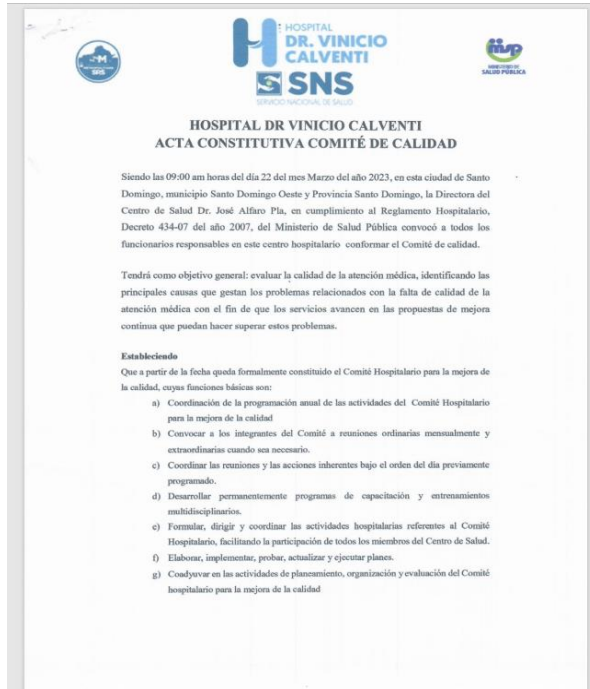 HOSPITAL
DR. VINICIO
CALVENTI
SNS
SERVICIO NACIONAL DE SALUD
SRS
MINISTERIO DE
SALUD PÚBLICA
HOSPITAL DR VINICIO CALVENTI
ACTA CONSTITUTIVA COMITÉ DE CALIDAD
Siendo las 09:00 am horas del día 22 del mes Marzo del año 2023, en esta ciudad de Santo
Domingo, municipio Santo Domingo Oeste y Provincia Santo Domingo, la Directora del
Centro de Salud Dr. José Alfaro Pla, en cumplimiento al Reglamento Hospitalario,
Decreto 434-07 del año 2007, del Ministerio de Salud Pública convocó a todos los
funcionarios responsables en este centro hospitalario conformar el Comité de calidad.
Tendrá como objetivo general: evaluar la calidad de la atención médica, identificando las
principales causas que gestan los problemas relacionados con la falta de calidad de la
atención médica con el fin de que los servicios avancen en las propuestas de mejora
continua que puedan hacer superar estos problemas.
Estableciendo
Que a partir de la fecha queda formalmente constituido el Comité Hospitalario para la mejora de
la calidad, cuyas funciones básicas son:
a) Coordinación de la programación anual de las actividades del Comité Hospitalario
para la mejora de la calidad
b) Convocar a los integrantes del Comité a reuniones ordinarias mensualmente y
extraordinarias cuando sea necesario.
c) Coordinar las reuniones y las acciones inherentes bajo el orden del día previamente
programado.
d) Desarrollar permanentemente programas de capacitación y entrenamientos
multidisciplinarios.
e) Formular, dirigir y coordinar las actividades hospitalarias referentes al Comité
Hospitalario, facilitando la participación de todos los miembros del Centro de Salud.
f) Elaborar, implementar, probar, actualizar y ejecutar planes.
g) Coadyuvar en las actividades de planeamiento, organización y evaluación del Comité
hospitalario para la mejora de la calidad